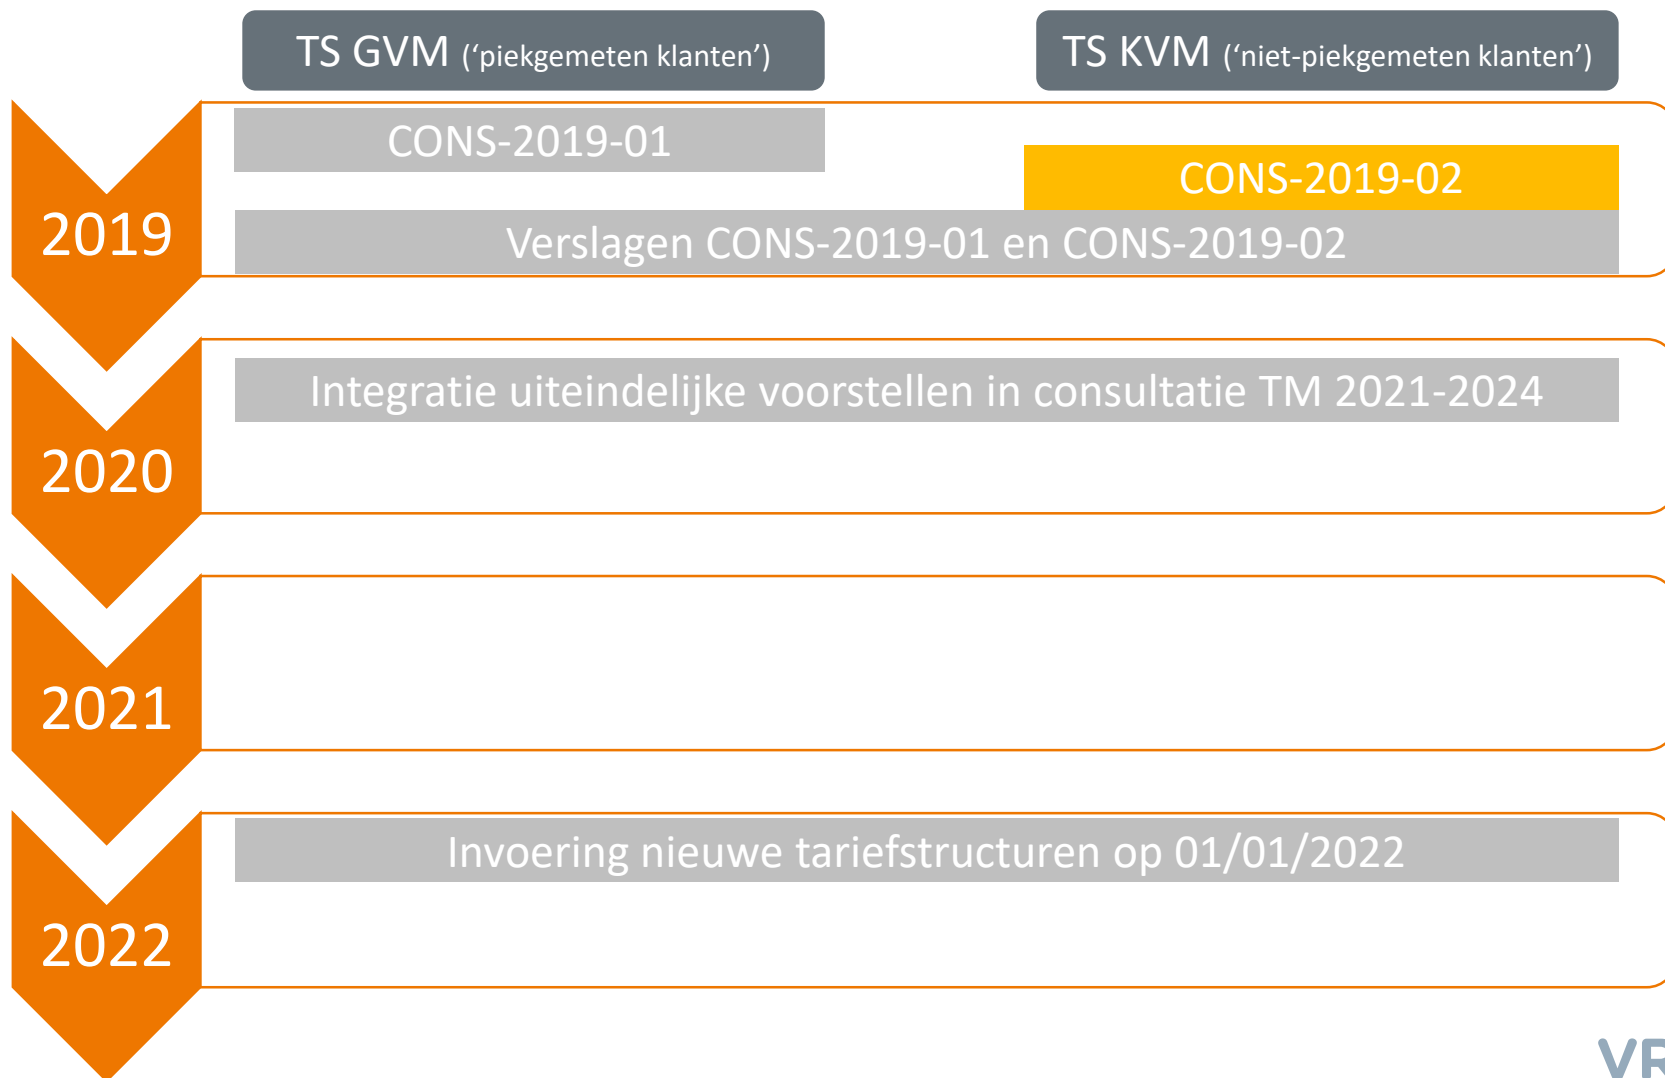 TS GVM (‘piekgemeten klanten’)
TS KVM (‘niet-piekgemeten klanten’)
2019
CONS-2019-01
CONS-2019-02
Verslagen CONS-2019-01 en CONS-2019-02
2020
Integratie uiteindelijke voorstellen in consultatie TM 2021-2024
2021
2022
Invoering nieuwe tariefstructuren op 01/01/2022